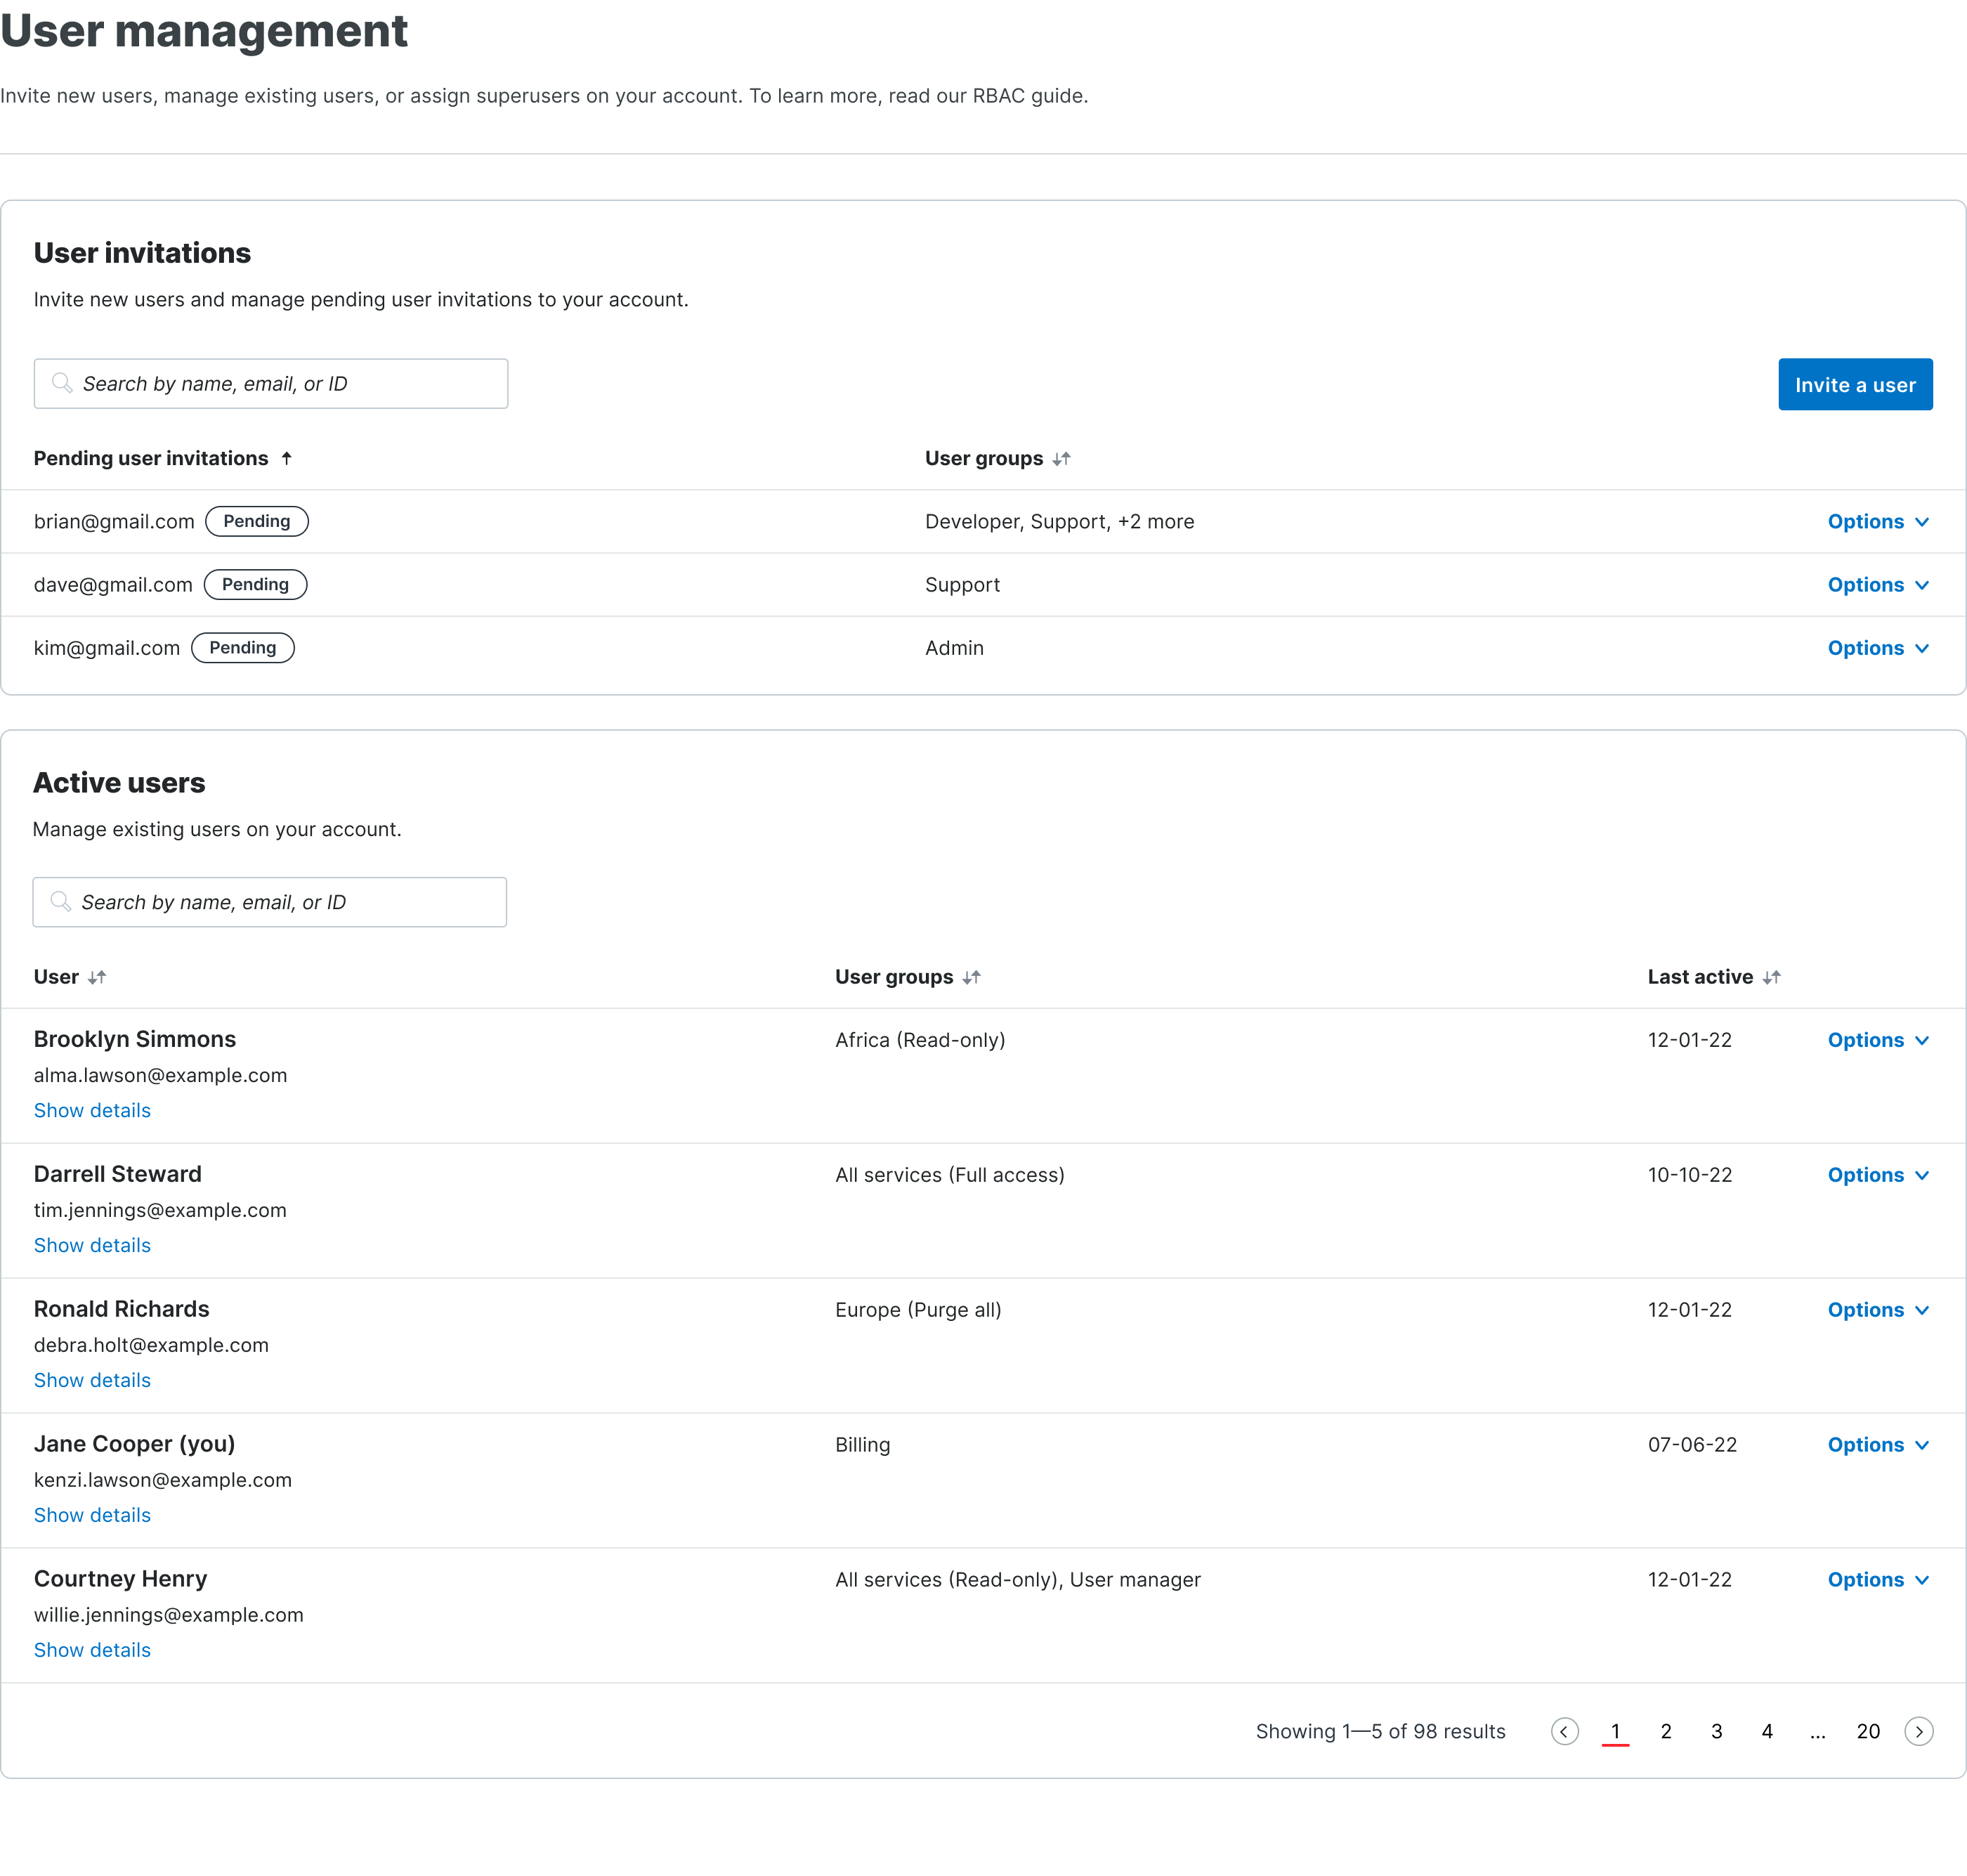 User management
Invite new users, manage existing users, or assign superusers on your account. To learn more, read our RBAC guide.
User invitations
Invite new users and manage pending user invitations to your account.
Search by name, email, or ID
Invite a user
Pending user invitations User groups
brian@gmail.com Pending Developer, Support, +2 more Options
dave@gmail.com Pending Support Options
kim@gmail.com Pending Admin Options
Active users
Manage existing users on your account.
Search by name, email, or ID
User User groups Last active
Brooklyn Simmons Africa (Read-only) 12-01-22 Options
alma.lawson@example.com
Show details
Darrell Steward All services (Full access) 10-10-22 Options
tim.jennings@example.com
Show details
Ronald Richards Europe (Purge all) 12-01-22 Options
debra.holt@example.com
Show details
Jane Cooper (you) Billing 07-06-22 Options
kenzi.lawson@example.com
Show details
Courtney Henry All services (Read-only), User manager 12-01-22 Options
willie.jennings@example.com
Show details
Showing 1—5 of 98 results 1 2 3 4 ... 20